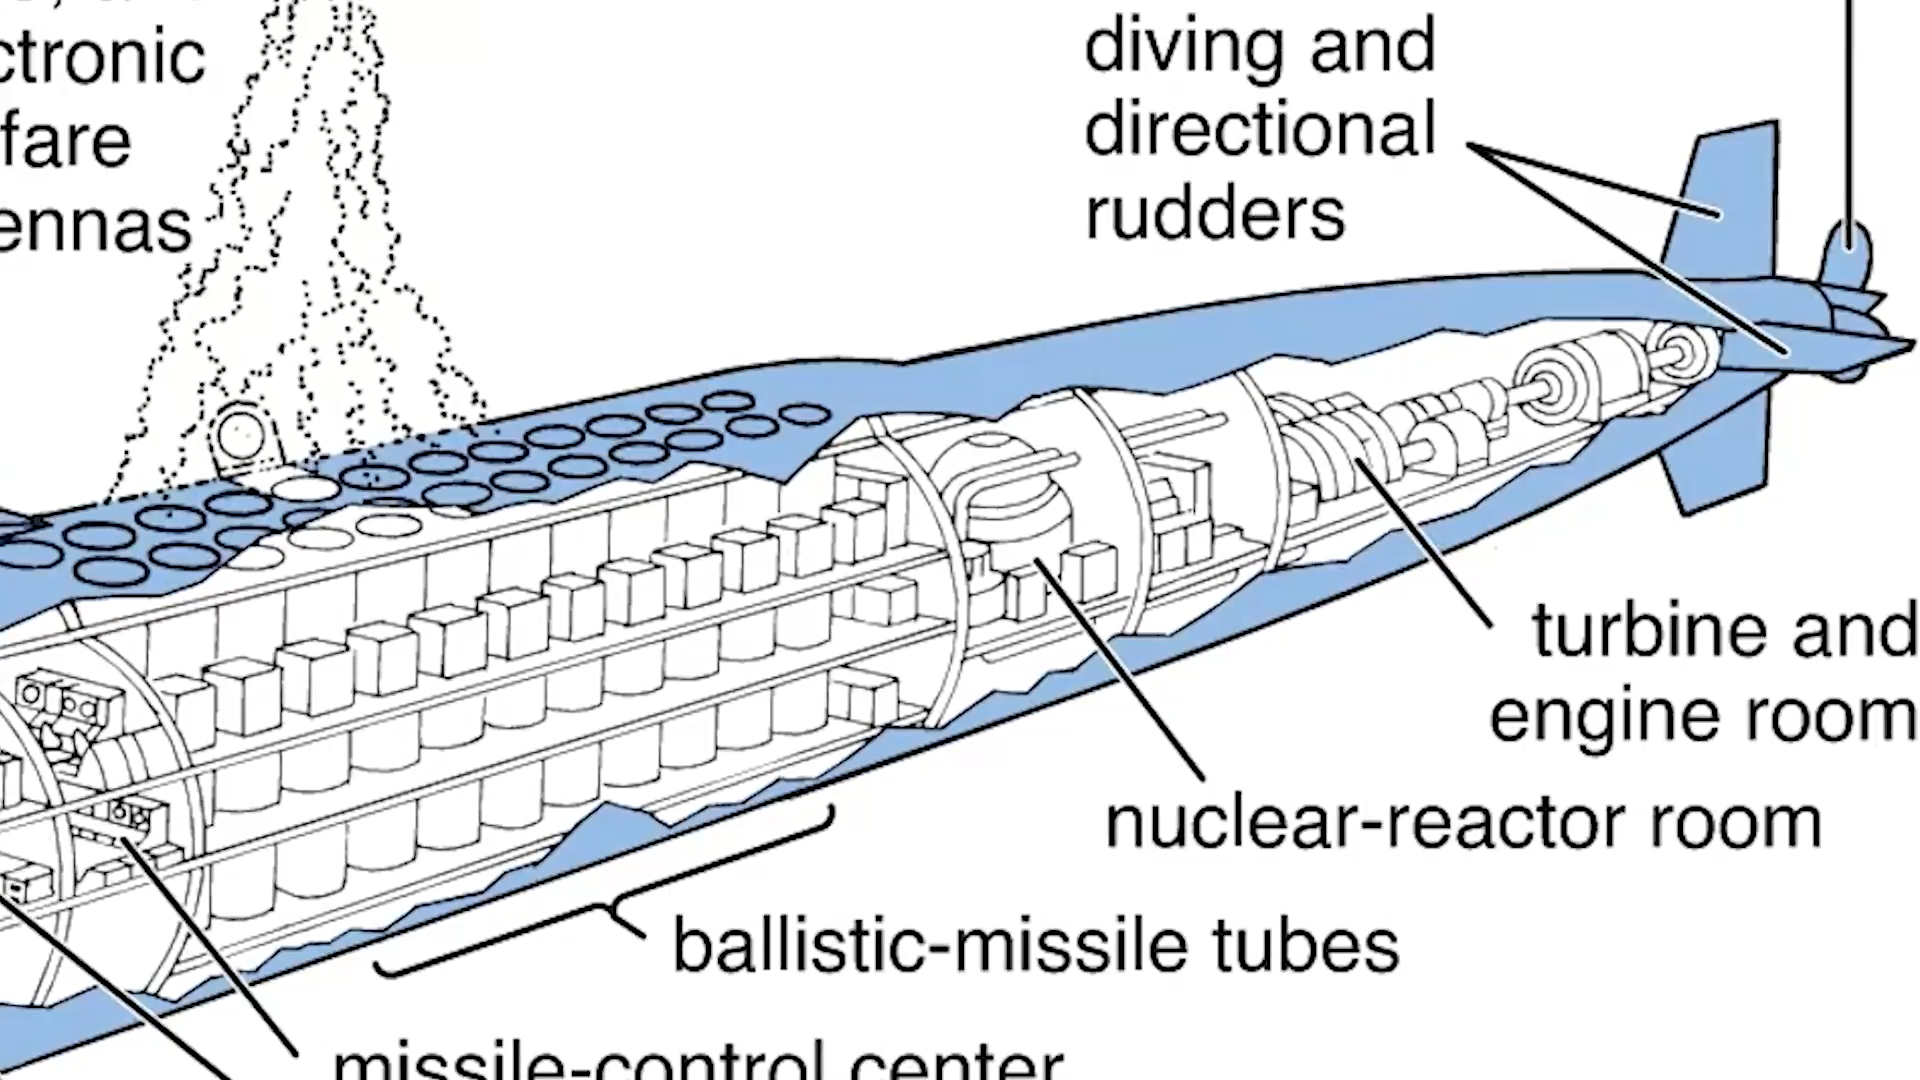 ctronic
fare
ennas
diving and
directional
rudders
turbine and
engine room
nuclear-reactor room
ballistic-missile tubes
missile-control center